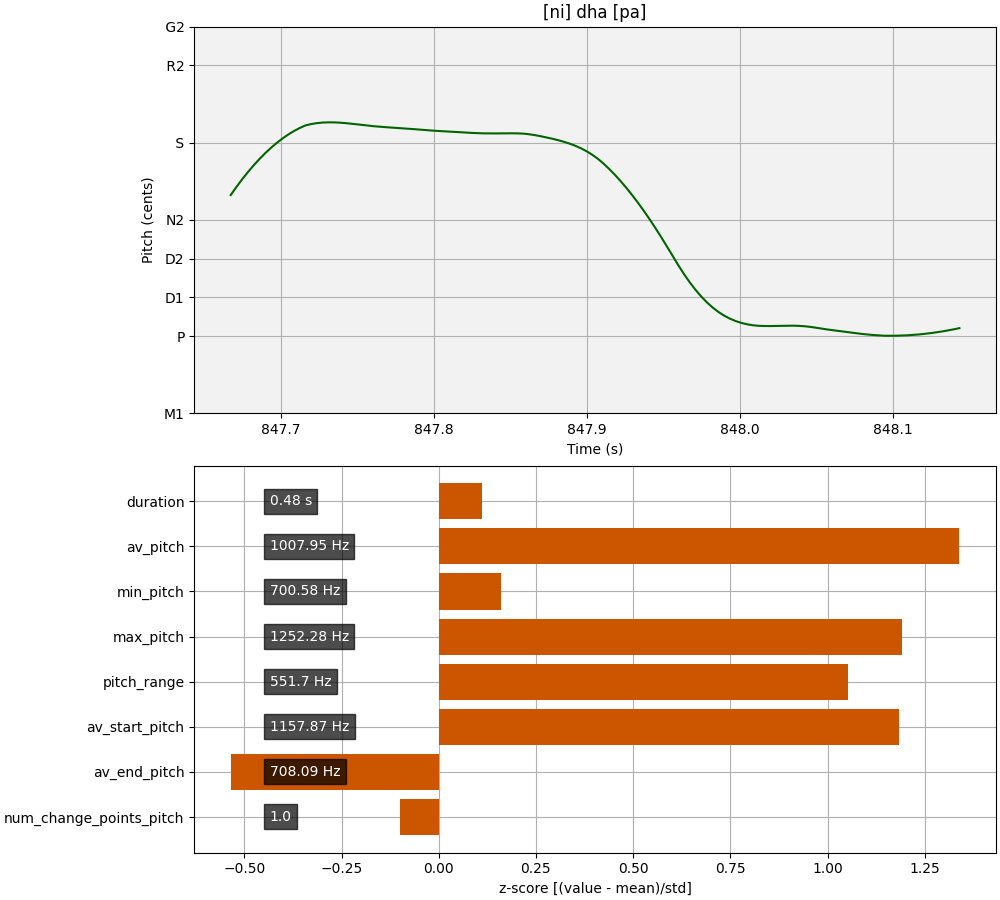 [ni] dha [pa]
G2
R2
S
N2
D2
D1
P
M1
Pitch (cents)
847.7 847.8 847.9 848.0 848.1
Time (s)
duration 0.48 s
av_pitch 1007.95 Hz
min_pitch 700.58 Hz
max_pitch 1252.28 Hz
pitch_range 551.7 Hz
av_start_pitch 1157.87 Hz
av_end_pitch 708.09 Hz
num_change_points_pitch 1.0
−0.50 −0.25 0.00 0.25 0.50 0.75 1.00 1.25
z-score [(value - mean)/std]